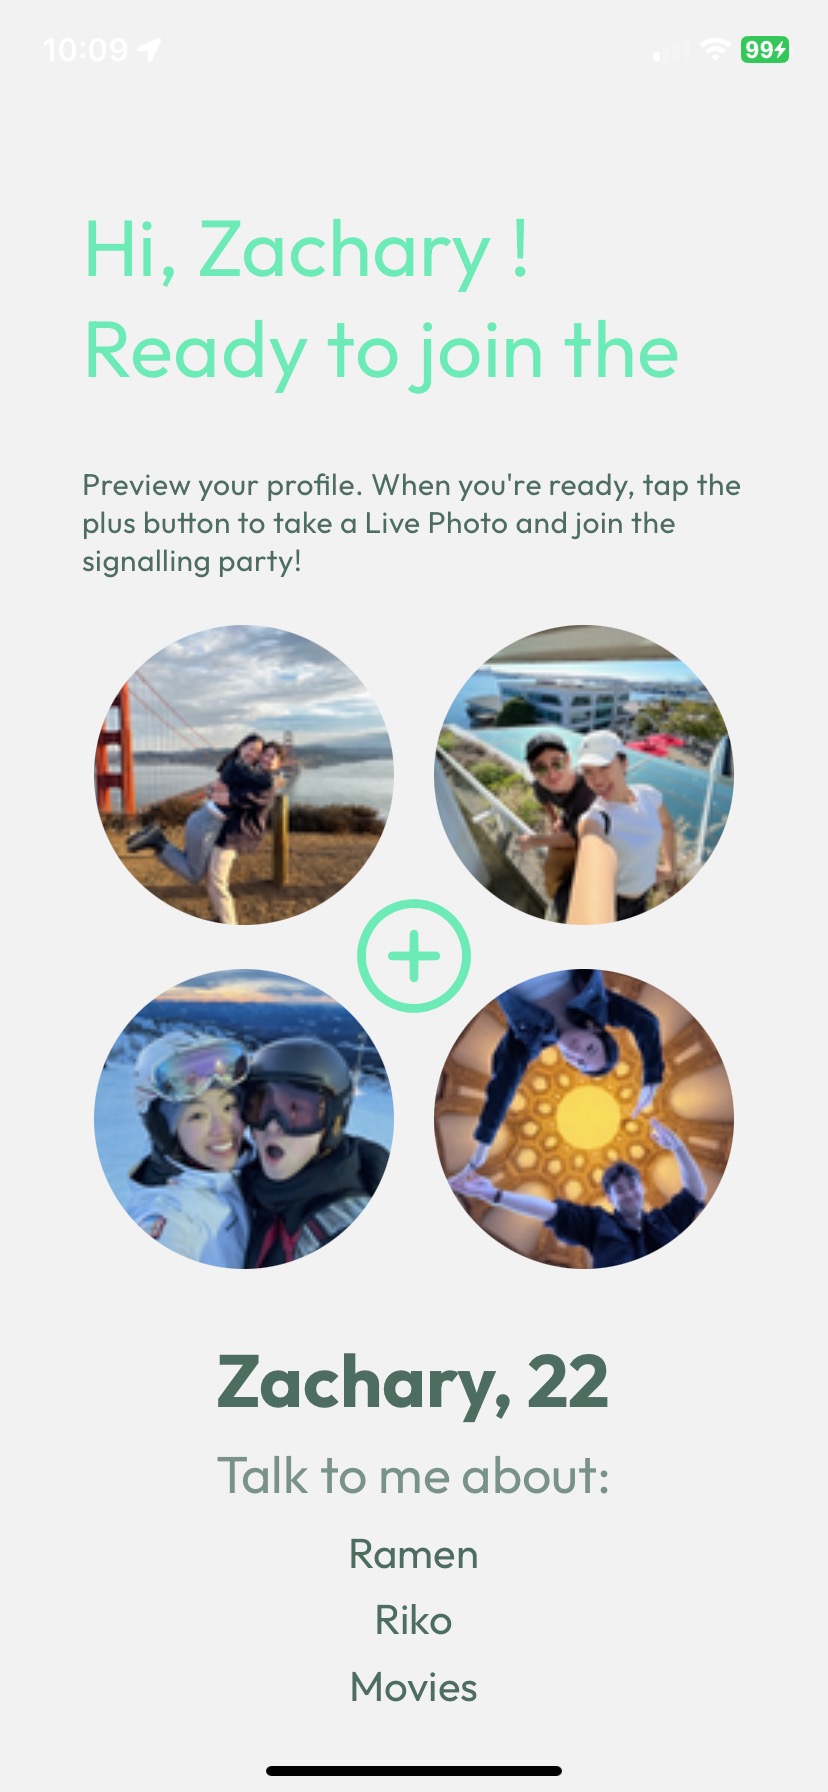 10:09
99
Hi, Zachary !
Ready to join the
Preview your profile. When you're ready, tap the
plus button to take a Live Photo and join the
signalling party!
Zachary, 22
Talk to me about:
Ramen
Riko
Movies